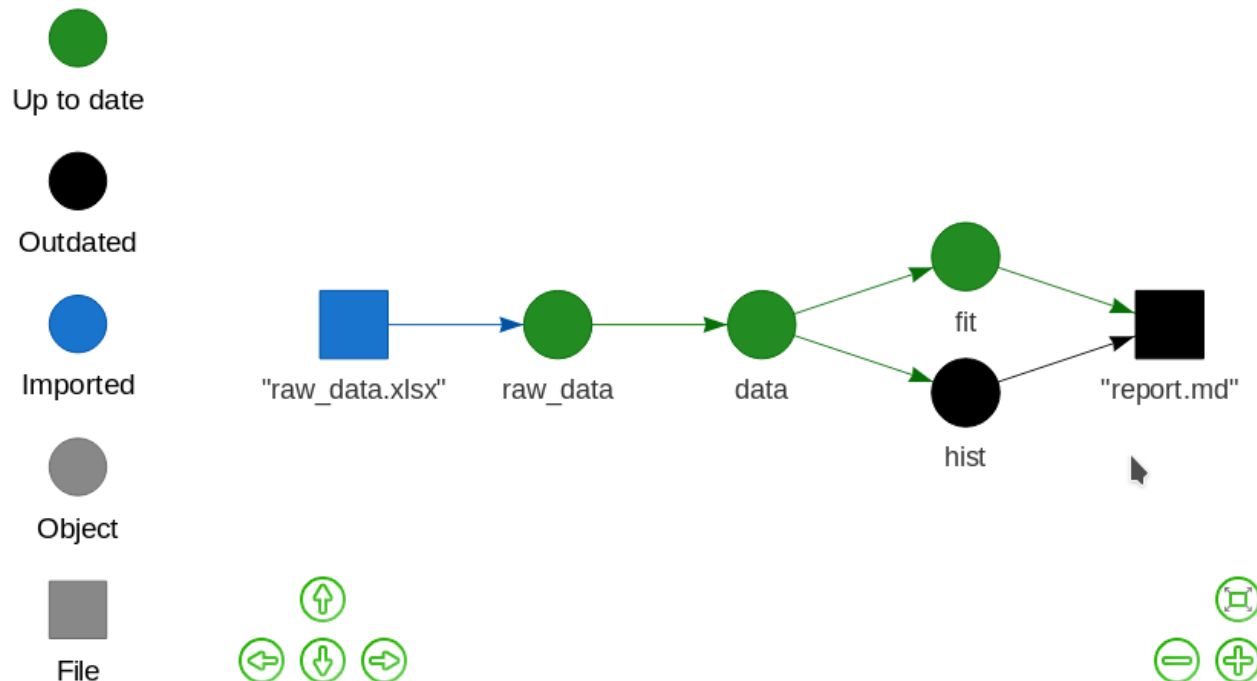 Up to date
Outdated
Imported
Object
File
"raw_data.xlsx"
raw_data
data
fit
hist
"report.md"